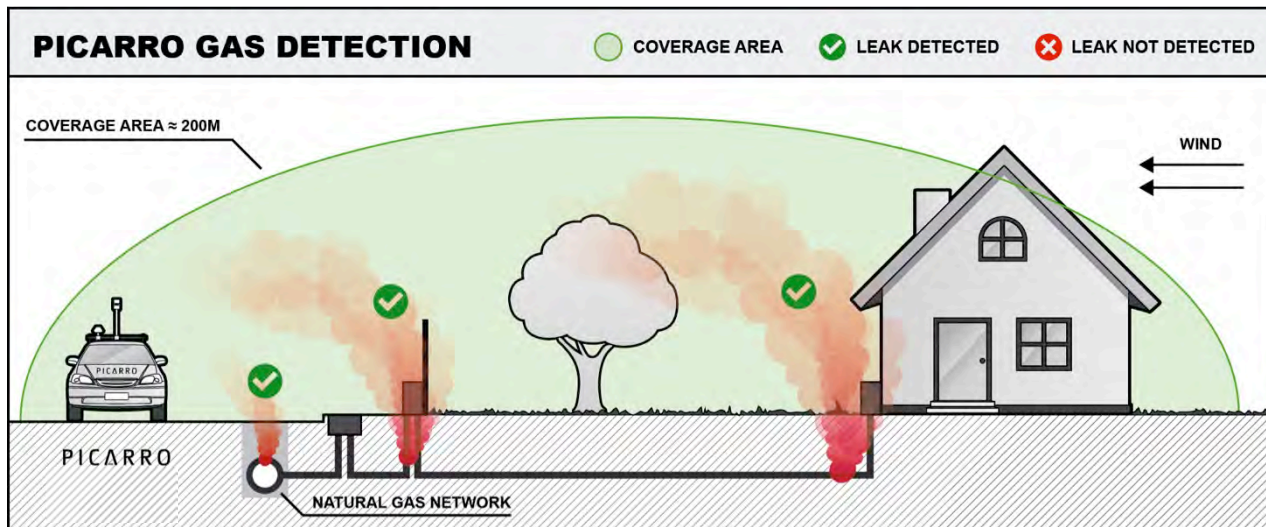 PICARRO GAS DETECTION
COVERAGE AREA
LEAK DETECTED
LEAK NOT DETECTED
COVERAGE AREA ≈ 200M
WIND
PICARRO
PICARRO
NATURAL GAS NETWORK